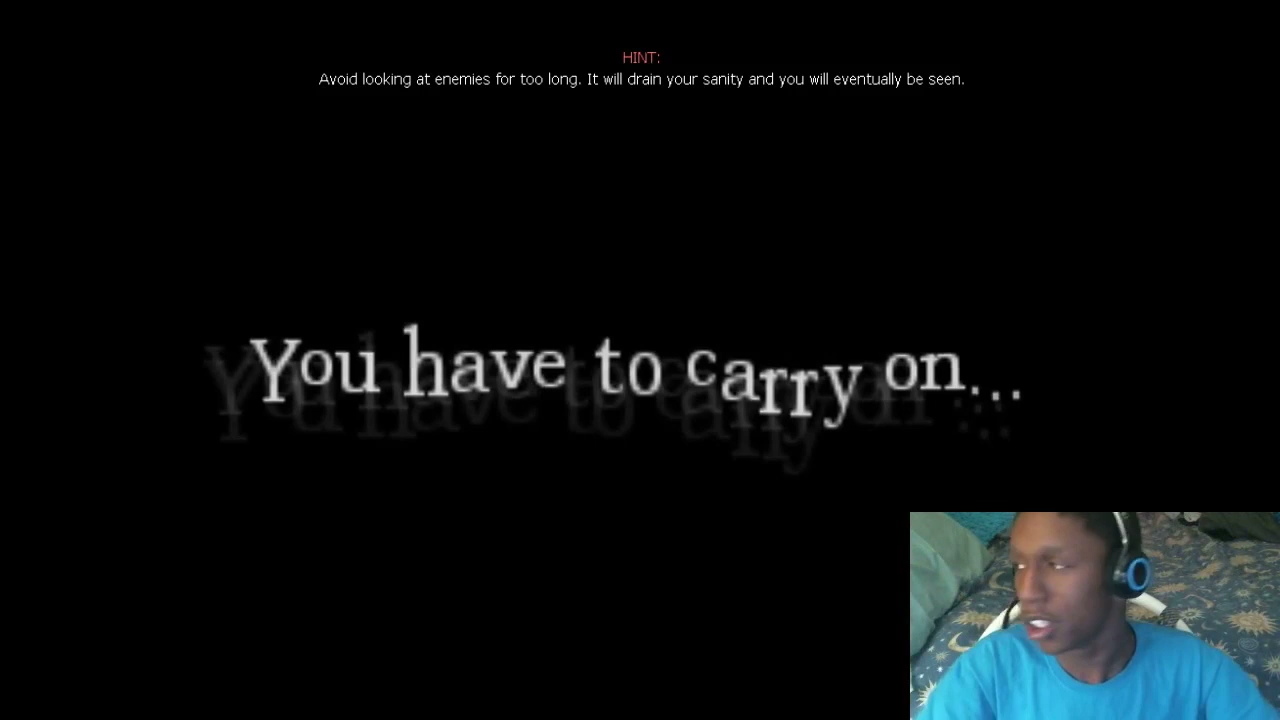 HINT:
Avoid looking at enemies for too long. It will drain your sanity and you will eventually be seen.
You have to carry on...